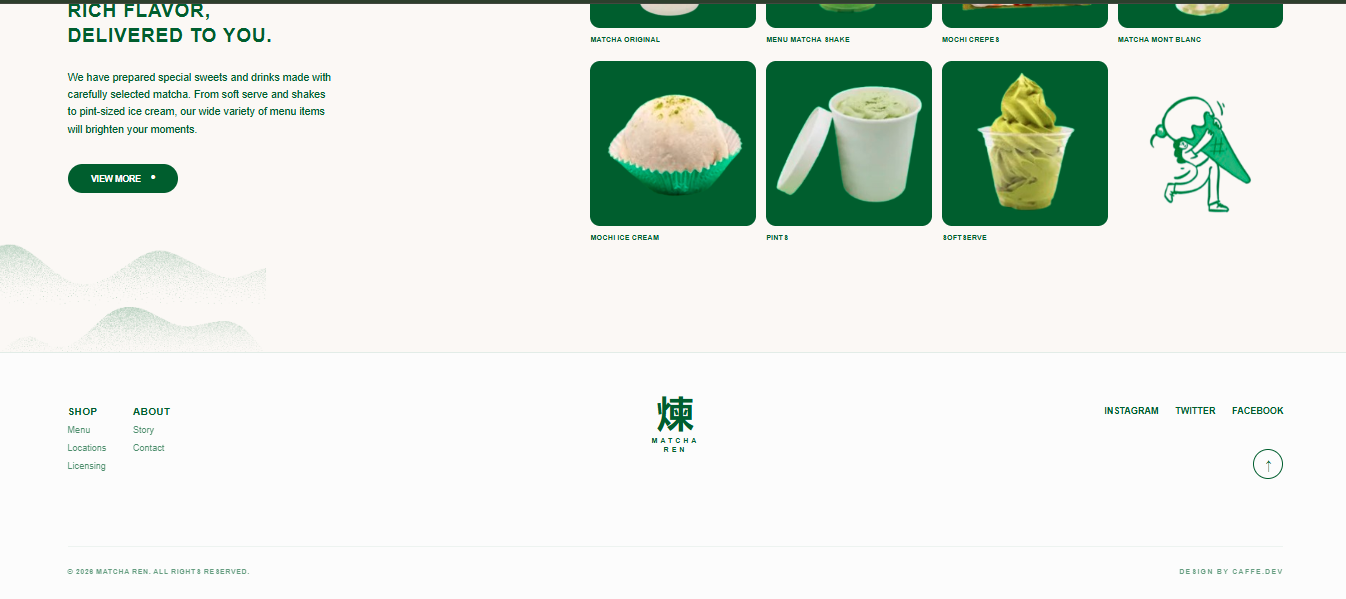 RICH FLAVOR,
DELIVERED TO YOU.
We have prepared special sweets and drinks made with
carefully selected matcha. From soft serve and shakes
to pint-sized ice cream, our wide variety of menu items
will brighten your moments.
VIEW MORE
MATCHA ORIGINAL
MENU MATCHA SHAKE
MOCHI CREPES
MATCHA MONT BLANC
MOCHI ICE CREAM
PINTS
SOFTSERVE
SHOP
Menu
Locations
Licensing
ABOUT
Story
Contact
煉
MATCHA
REN
INSTAGRAM TWITTER FACEBOOK
↑
© 2026 MATCHA REN. ALL RIGHTS RESERVED.
DESIGN BY CAFFE.DEV